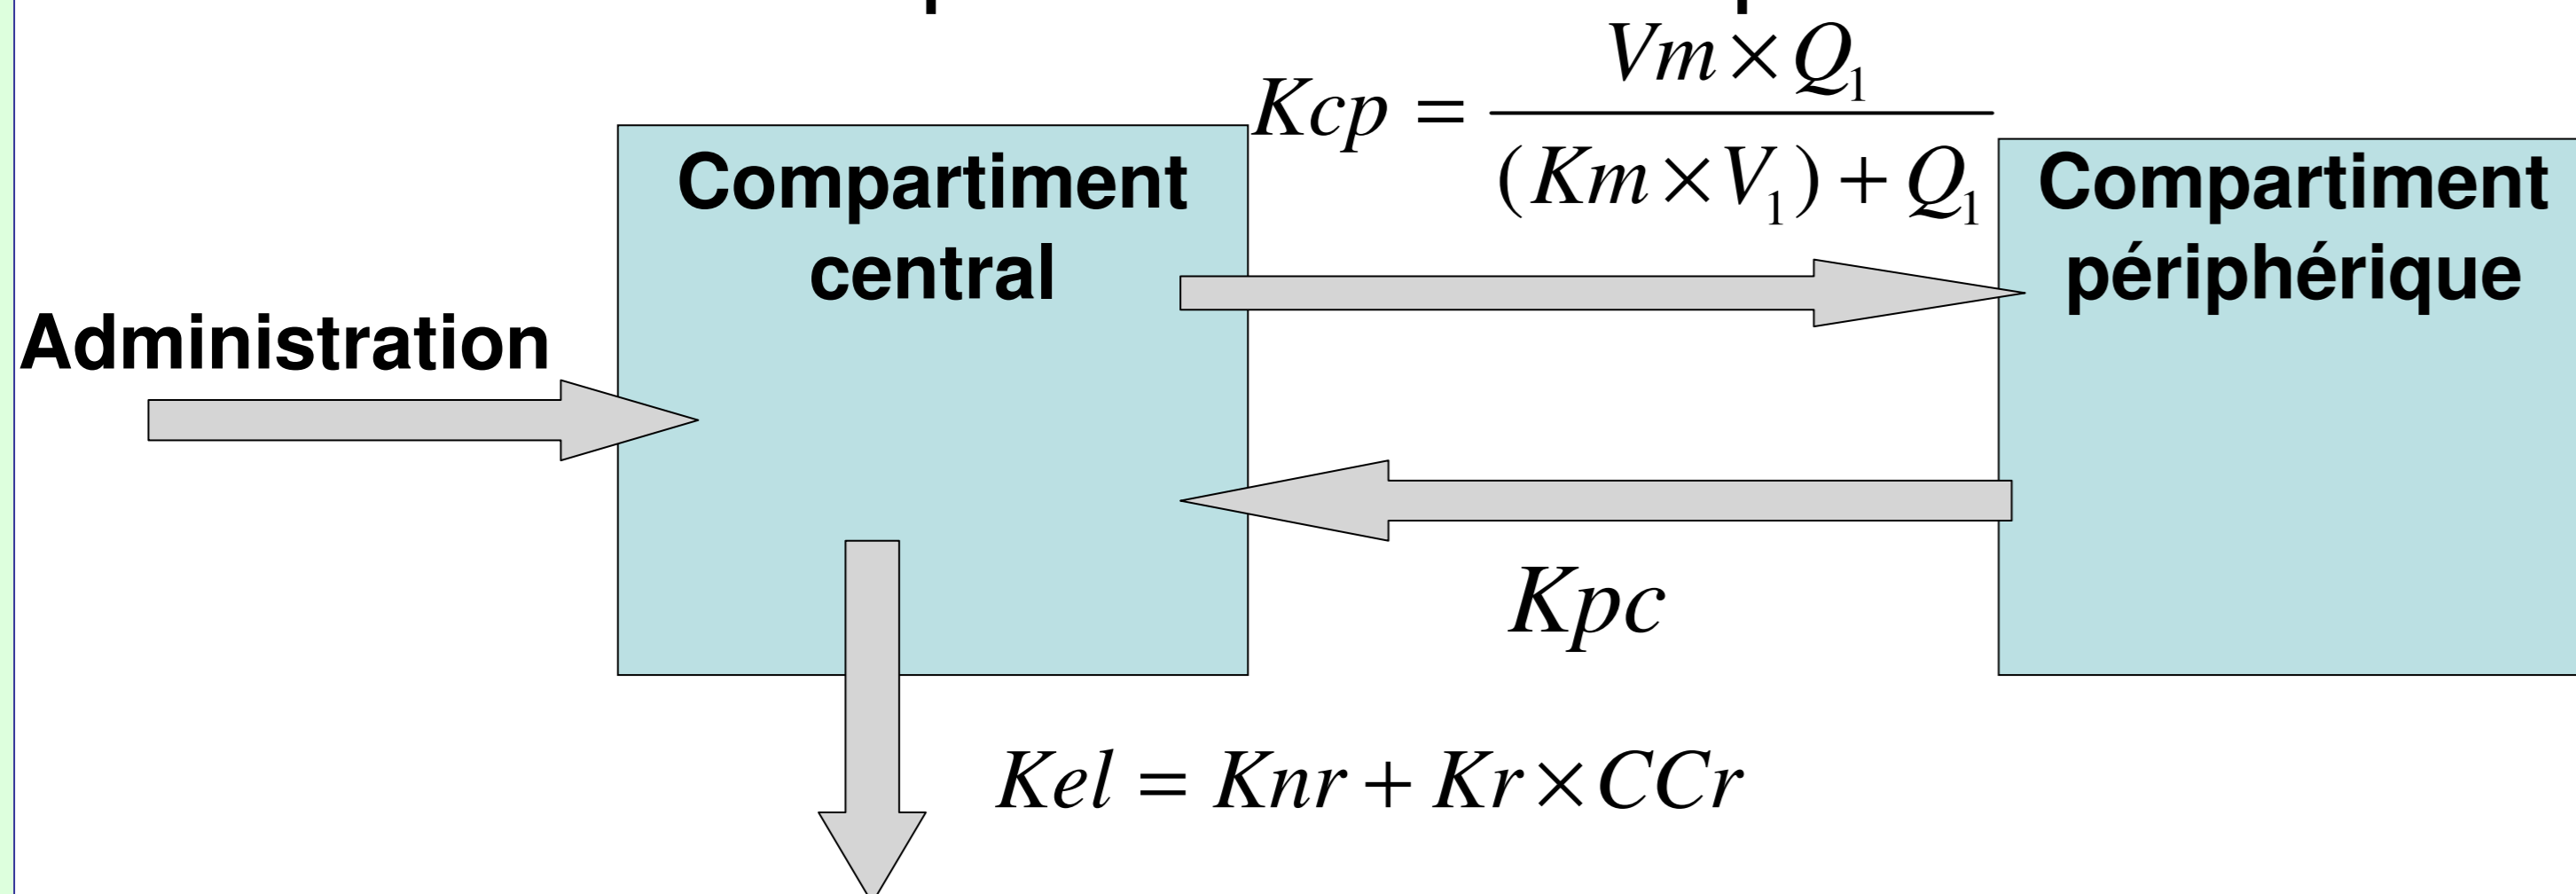 Kcp = Vm×Q₁ / (Km×V₁)+Q₁
Compartiment
central
Compartiment
périphérique
Administration
Kpc
Kel = Knr + Kr×CCr